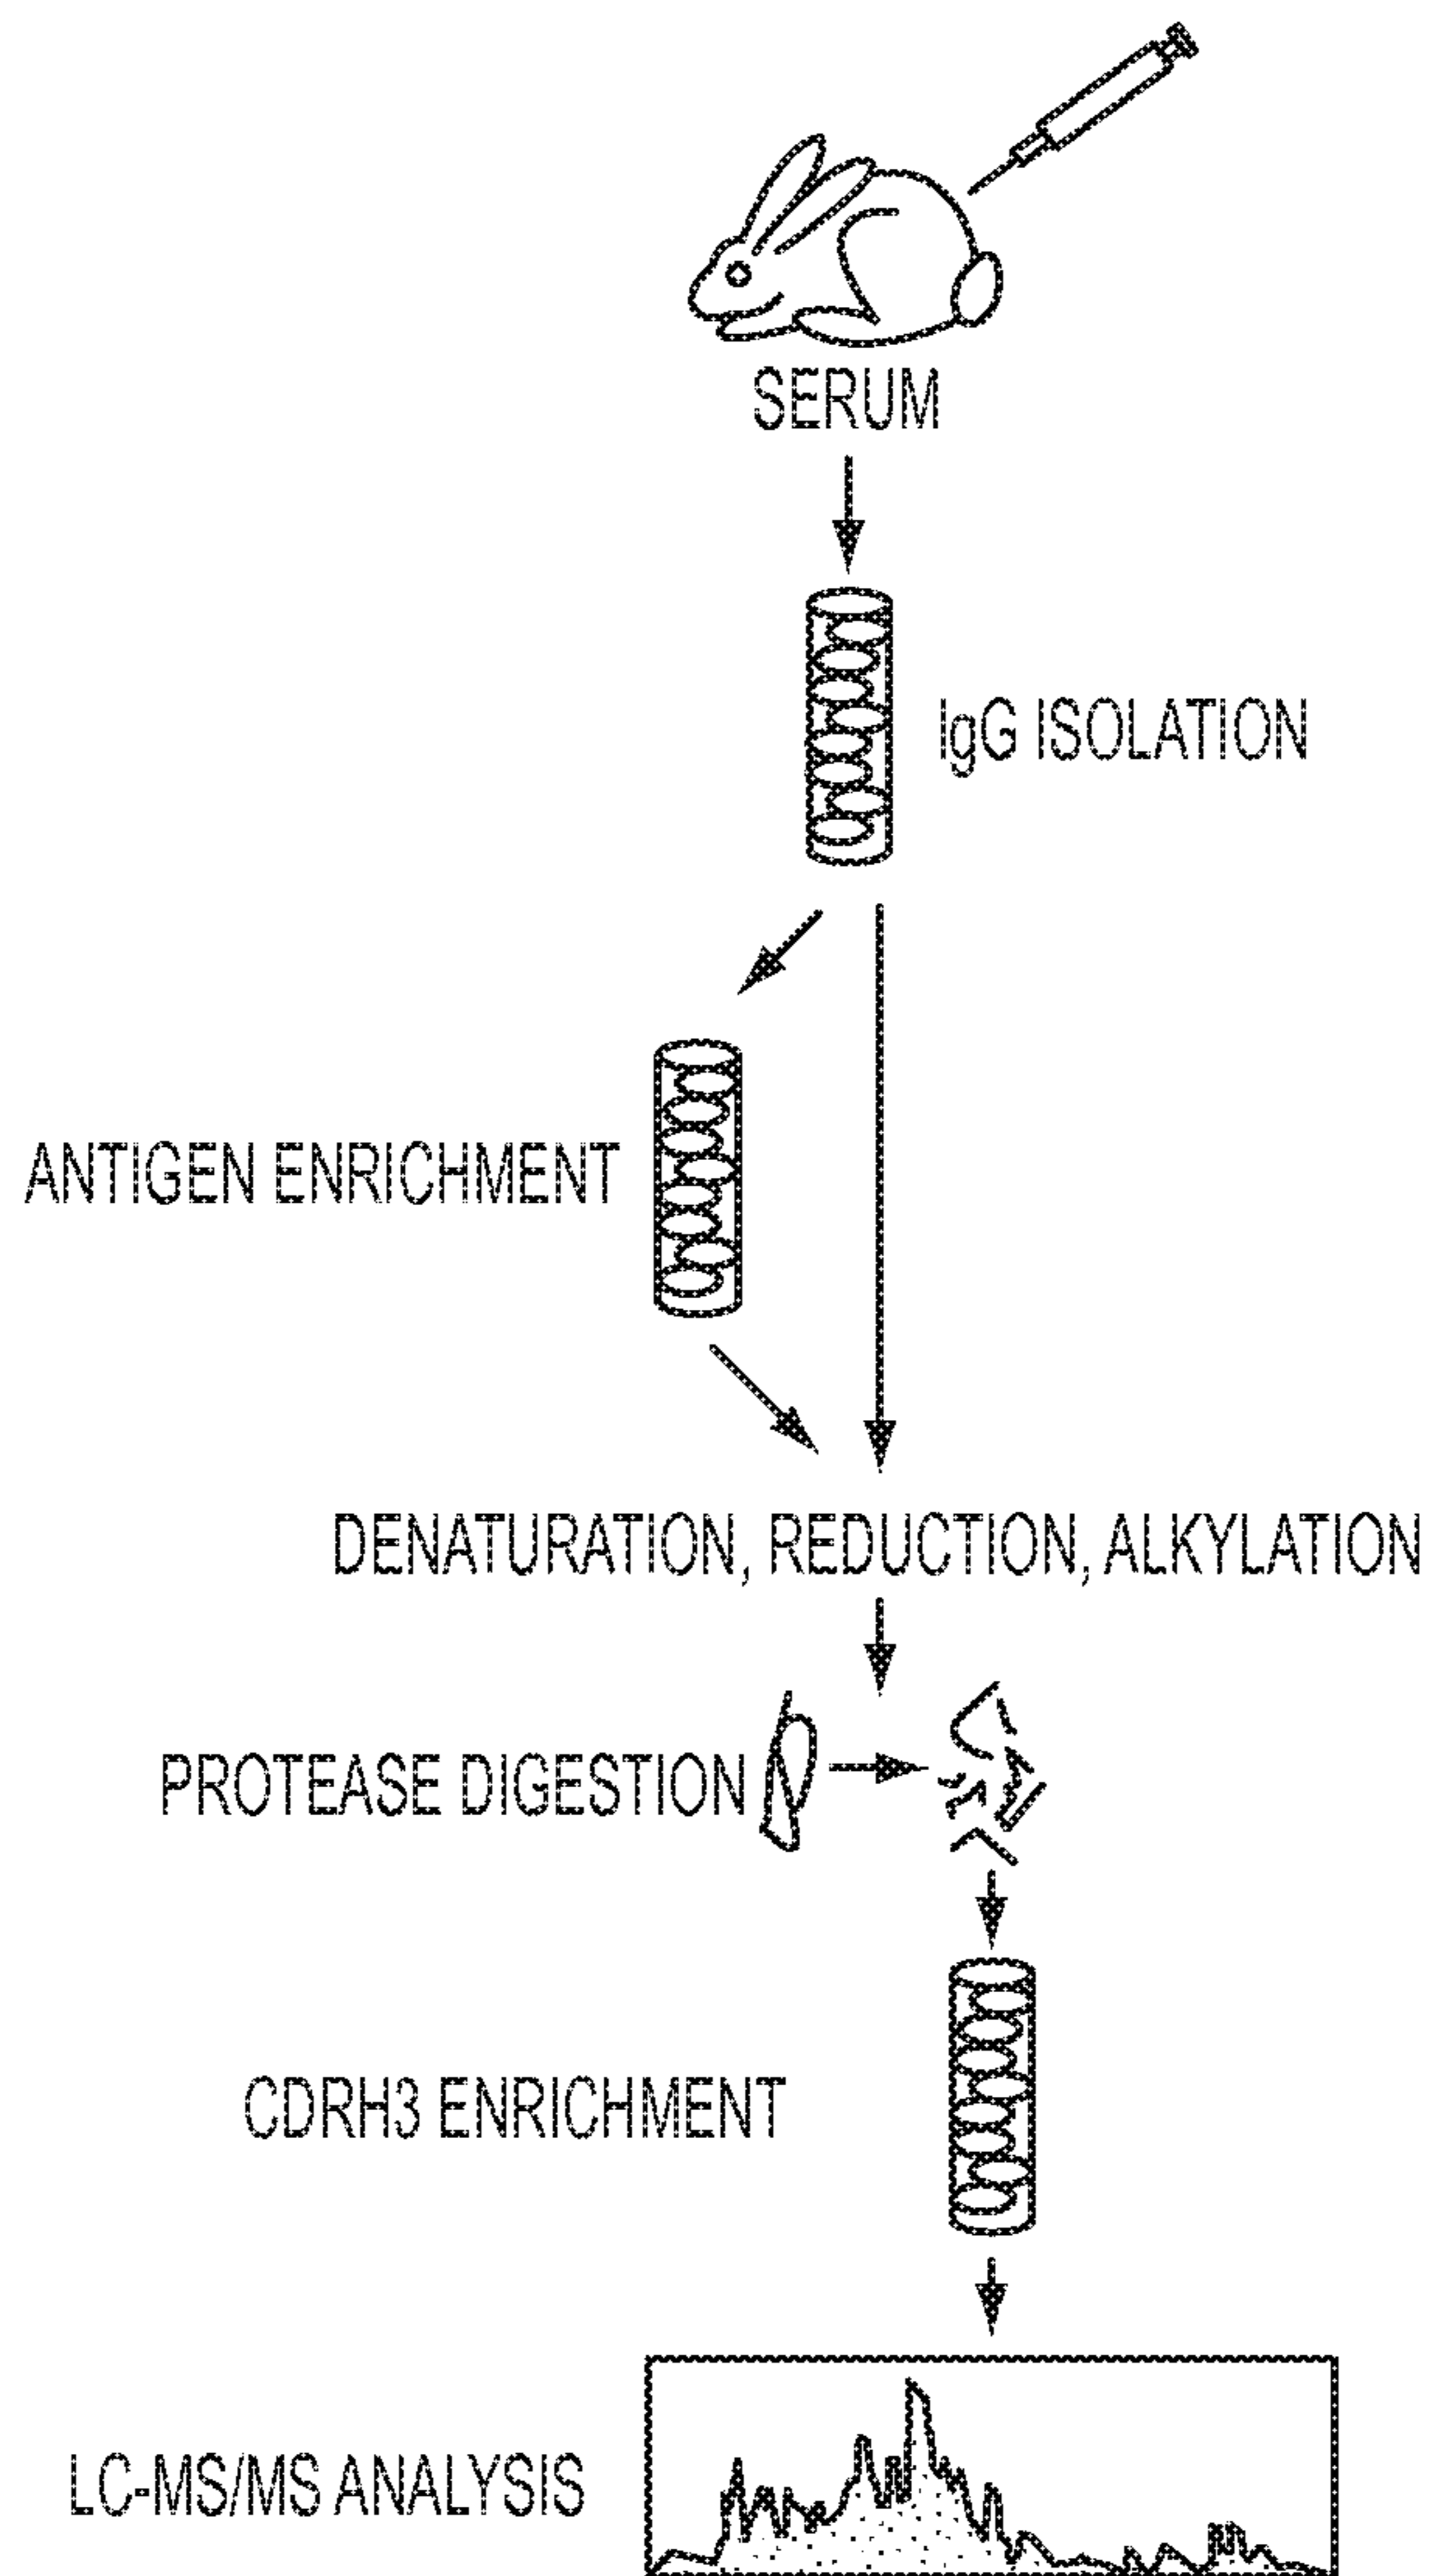 SERUM
IgG ISOLATION
ANTIGEN ENRICHMENT
DENATURATION, REDUCTION, ALKYLATION
PROTEASE DIGESTION
CDRH3 ENRICHMENT
LC-MS/MS ANALYSIS